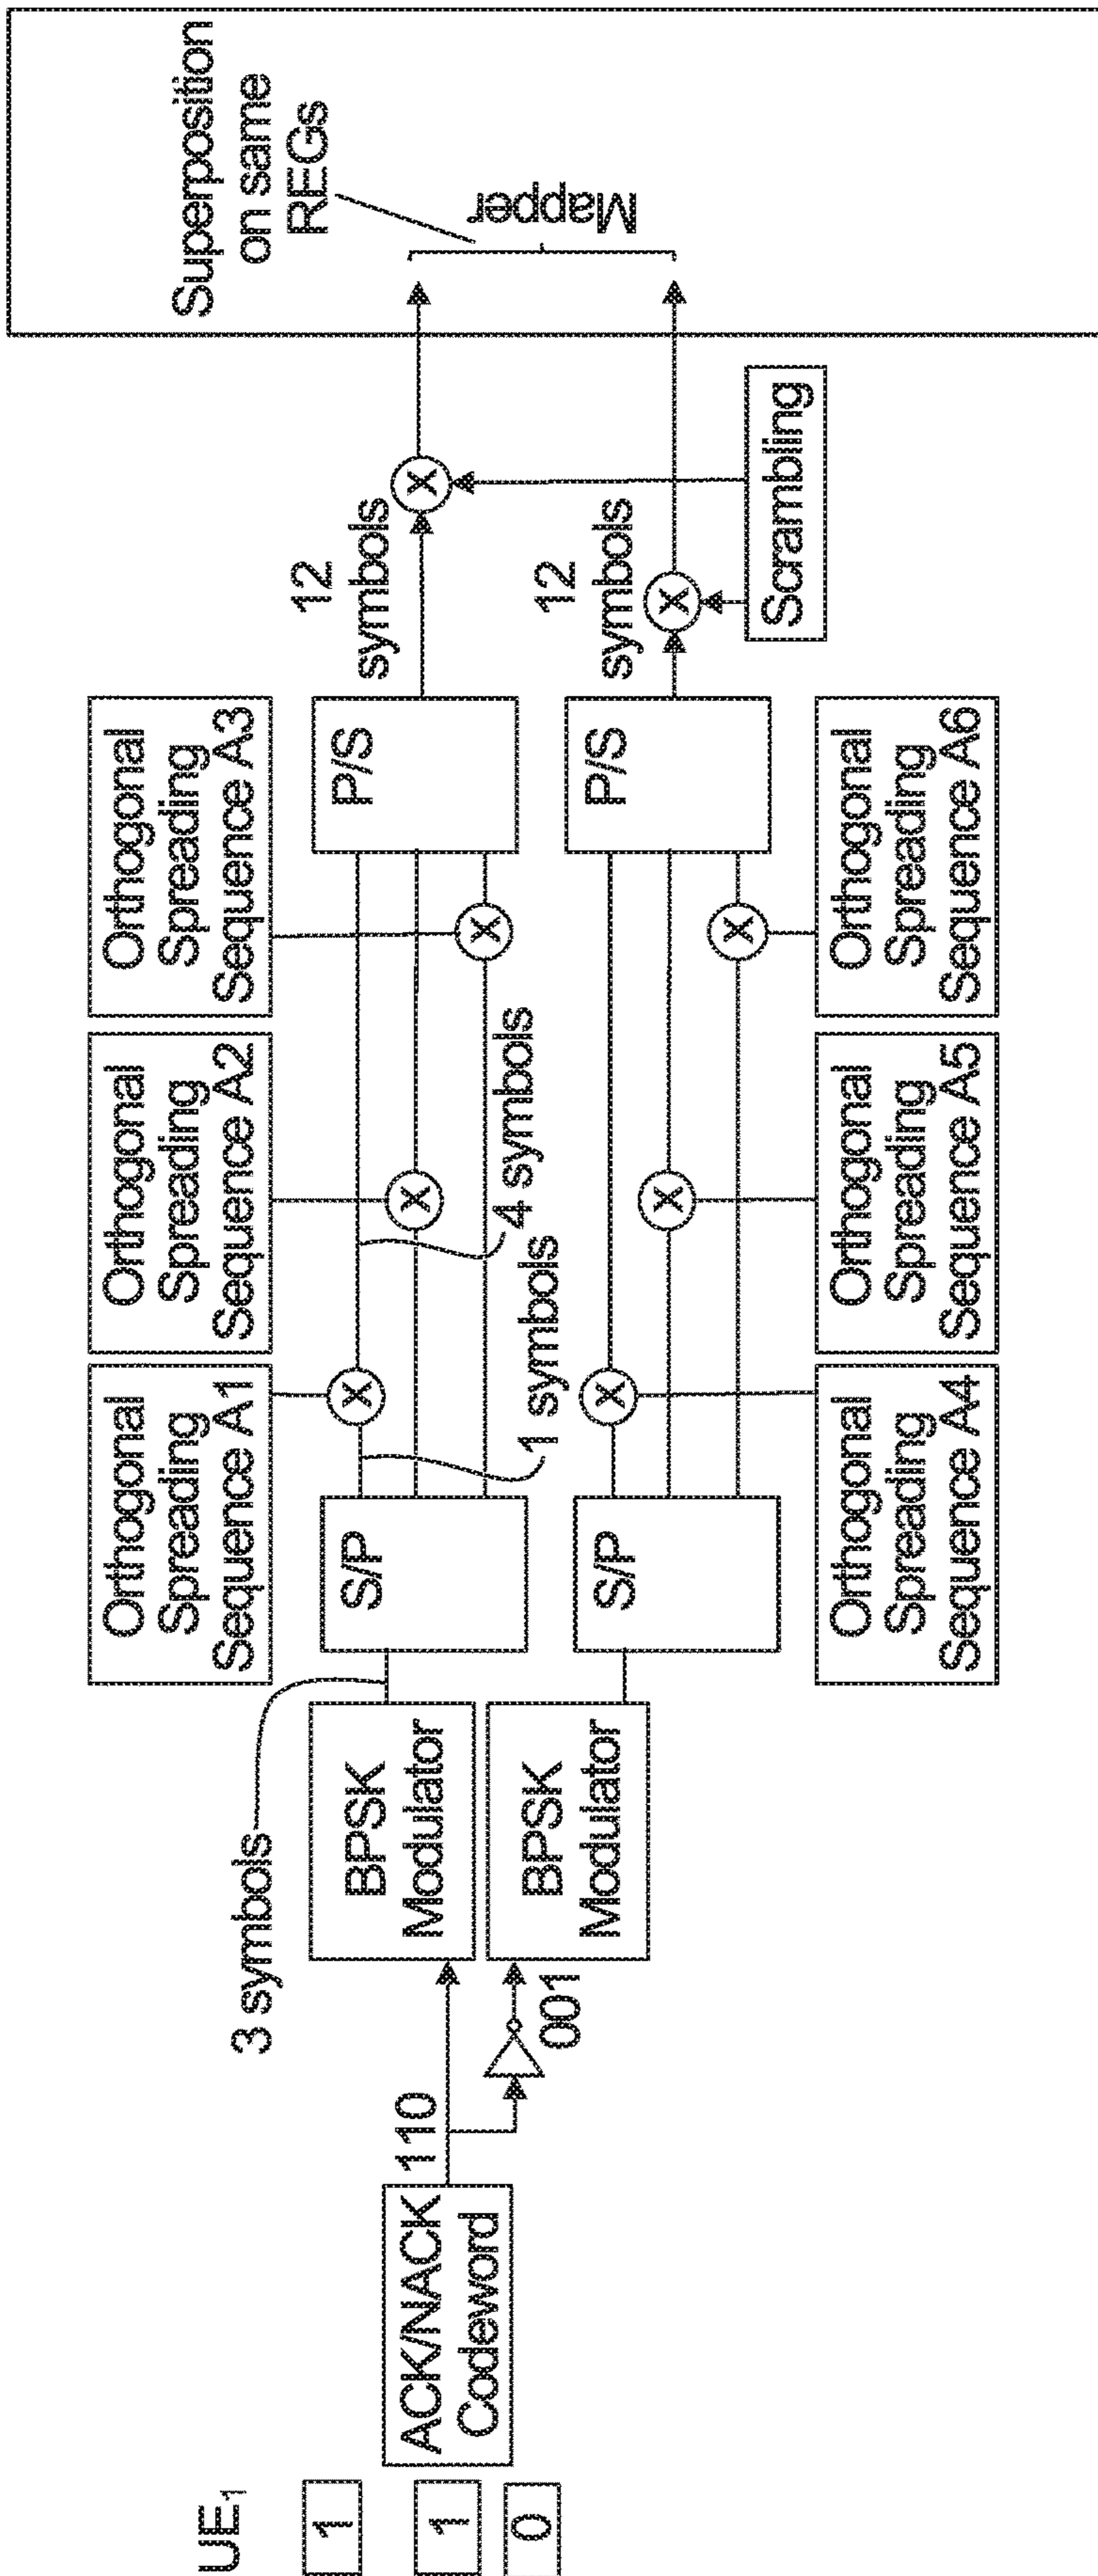 UE1
1
1
0
ACK/NACK
Codeword
110
001
3 symbols
BPSK
Modulator
BPSK
Modulator
S/P
S/P
Orthogonal
Spreading
Sequence A1
Orthogonal
Spreading
Sequence A2
Orthogonal
Spreading
Sequence A3
X
X
X
1 symbols
4 symbols
X
X
X
Orthogonal
Spreading
Sequence A4
Orthogonal
Spreading
Sequence A5
Orthogonal
Spreading
Sequence A6
P/S
P/S
12
symbols
12
symbols
X
X
Scrambling
Superposition
on same
REGs
Mapper